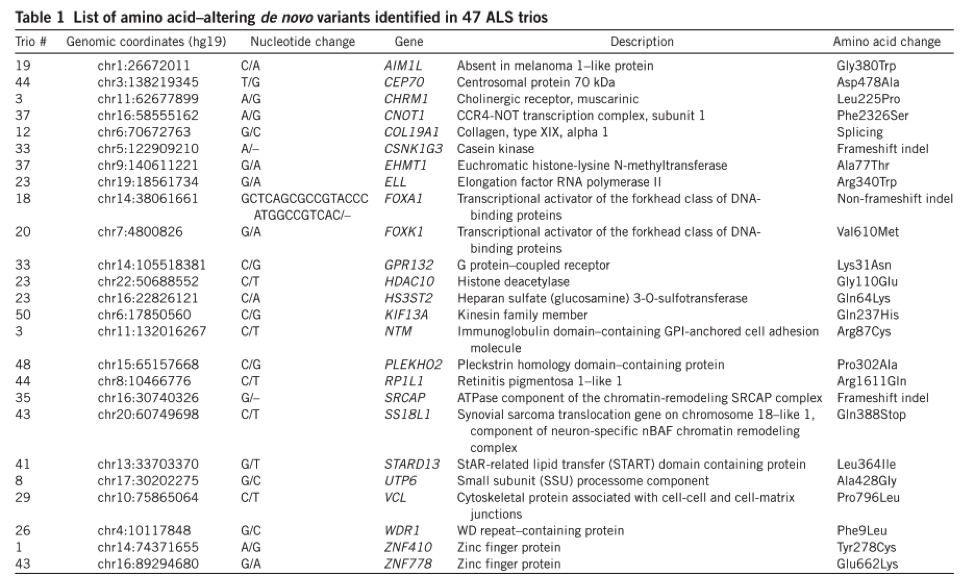 Table 1 List of amino acid–altering de novo variants identified in 47 ALS trios
Trio # Genomic coordinates (hg19) Nucleotide change Gene Description Amino acid change
19 chr1:26672011 C/A AIM1L Absent in melanoma 1–like protein Gly380Trp
44 chr3:138219345 T/G CEP70 Centrosomal protein 70 kDa Asp478Ala
3 chr11:62677899 A/G CHRM1 Cholinergic receptor, muscarinic Leu225Pro
37 chr16:58555162 A/G CNOT1 CCR4-NOT transcription complex, subunit 1 Phe2326Ser
12 chr6:70672763 G/C COL19A1 Collagen, type XIX, alpha 1 Splicing
33 chr5:122909210 A/– CSNK1G3 Casein kinase Frameshift indel
37 chr9:140611221 G/A EHMT1 Euchromatic histone-lysine N-methyltransferase Ala77Thr
23 chr19:18561734 G/A ELL Elongation factor RNA polymerase II Arg340Trp
18 chr14:38061661 GCTCAGCGCCGTACCC FOXA1 Transcriptional activator of the forkhead class of DNA- Non-frameshift indel
ATGGCCGTCAC/– binding proteins
20 chr7:4800826 G/A FOXK1 Transcriptional activator of the forkhead class of DNA- Val610Met
binding proteins
33 chr14:105518381 C/G GPR132 G protein–coupled receptor Lys31Asn
23 chr22:50688552 C/T HDAC10 Histone deacetylase Gly110Glu
23 chr16:22826121 C/A HS3ST2 Heparan sulfate (glucosamine) 3-O-sulfotransferase Gln64Lys
50 chr6:17850560 C/G KIF13A Kinesin family member Gln237His
3 chr11:132016267 C/T NTM Immunoglobulin domain–containing GPI-anchored cell adhesion Arg87Cys
molecule
48 chr15:65157668 C/G PLEKHO2 Pleckstrin homology domain–containing protein Pro302Ala
44 chr8:10466776 C/T RP1L1 Retinitis pigmentosa 1–like 1 Arg1611Gln
35 chr16:30740326 G/– SRCAP ATPase component of the chromatin-remodeling SRCAP complex Frameshift indel
43 chr20:60749698 C/T SS18L1 Synovial sarcoma translocation gene on chromosome 18–like 1, Gln388Stop
component of neuron-specific nBAF chromatin remodeling
complex
41 chr13:33703370 G/T STARD13 StAR-related lipid transfer (START) domain containing protein Leu364Ile
8 chr17:30202275 G/C UTP6 Small subunit (SSU) processome component Ala428Gly
29 chr10:75865064 C/T VCL Cytoskeletal protein associated with cell-cell and cell-matrix Pro796Leu
junctions
26 chr4:10117848 G/C WDR1 WD repeat–containing protein Phe9Leu
1 chr14:74371655 A/G ZNF410 Zinc finger protein Tyr278Cys
43 chr16:89294680 G/A ZNF778 Zinc finger protein Glu662Lys